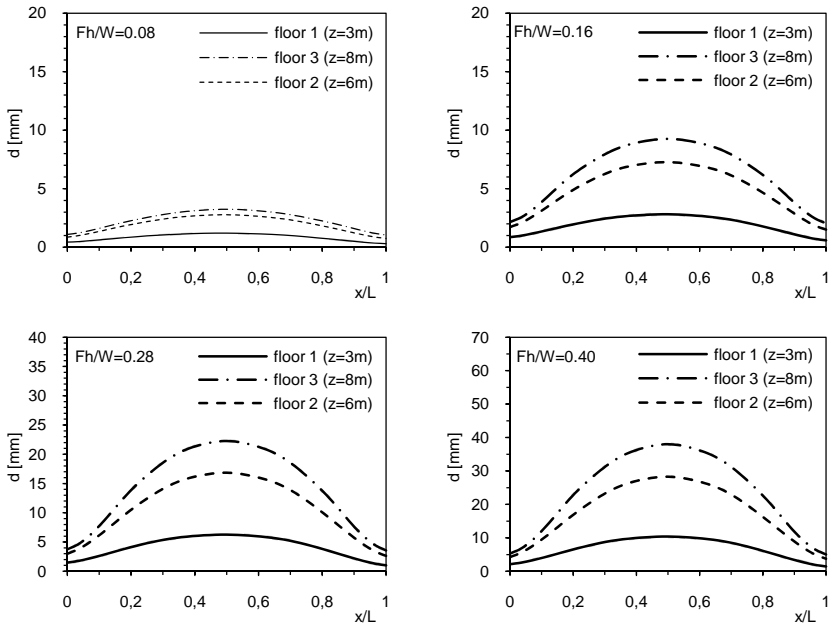 Fh/W=0.08
floor 1 (z=3m)
floor 3 (z=8m)
floor 2 (z=6m)
d [mm]
20
15
10
5
0
0 0,2 0,4 0,6 0,8 1
x/L
Fh/W=0.16
floor 1 (z=3m)
floor 3 (z=8m)
floor 2 (z=6m)
d [mm]
20
15
10
5
0
0 0,2 0,4 0,6 0,8 1
x/L
Fh/W=0.28
floor 1 (z=3m)
floor 3 (z=8m)
floor 2 (z=6m)
d [mm]
40
35
30
25
20
15
10
5
0
0 0,2 0,4 0,6 0,8 1
x/L
Fh/W=0.40
floor 1 (z=3m)
floor 3 (z=8m)
floor 2 (z=6m)
d [mm]
70
60
50
40
30
20
10
0
0 0,2 0,4 0,6 0,8 1
x/L